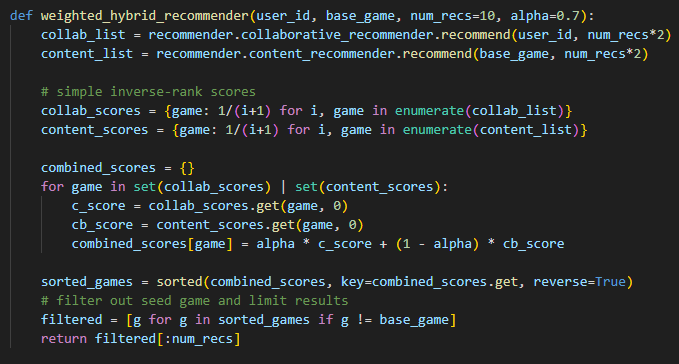 def weighted_hybrid_recommender(user_id, base_game, num_recs=10, alpha=0.7):
    collab_list = recommender.collaborative_recommender.recommend(user_id, num_recs*2)
    content_list = recommender.content_recommender.recommend(base_game, num_recs*2)

    # simple inverse-rank scores
    collab_scores = {game: 1/(i+1) for i, game in enumerate(collab_list)}
    content_scores = {game: 1/(i+1) for i, game in enumerate(content_list)}

    combined_scores = {}
    for game in set(collab_scores) | set(content_scores):
        c_score = collab_scores.get(game, 0)
        cb_score = content_scores.get(game, 0)
        combined_scores[game] = alpha * c_score + (1 - alpha) * cb_score

    sorted_games = sorted(combined_scores, key=combined_scores.get, reverse=True)
    # filter out seed game and limit results
    filtered = [g for g in sorted_games if g != base_game]
    return filtered[:num_recs]